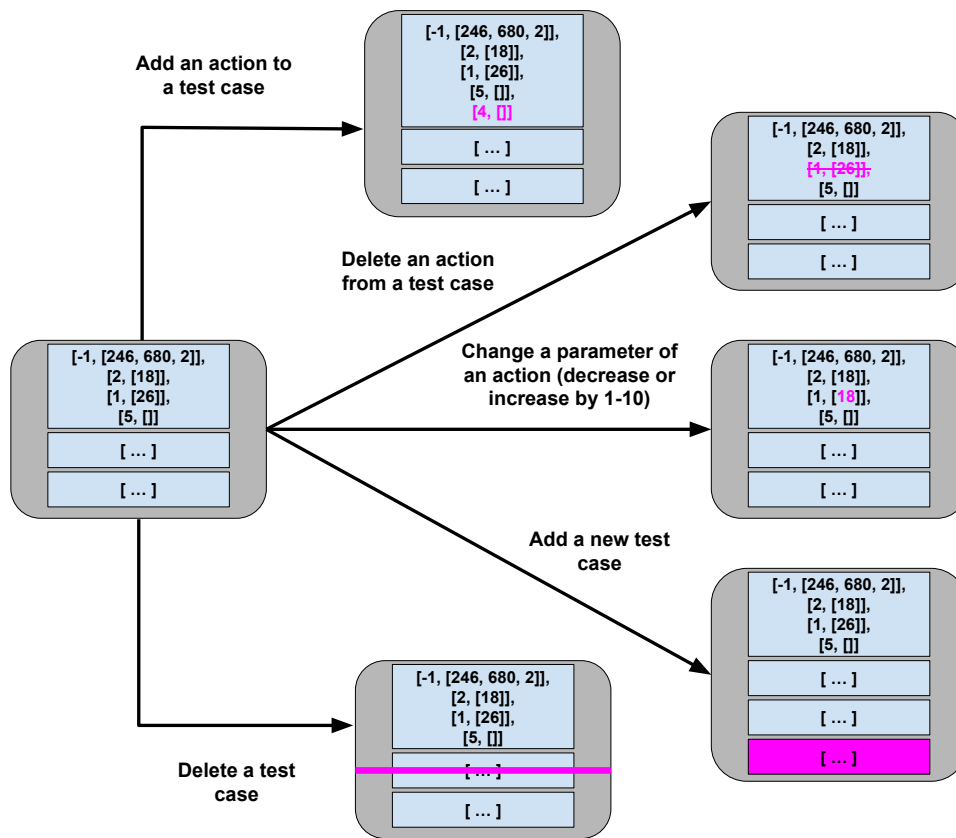 [-1, [246, 680, 2]],
[2, [18]],
[1, [26]],
[5, []]
[4, []]
[ ... ]
[ ... ]
Add an action to
a test case
[-1, [246, 680, 2]],
[2, [18]],
[1, [26]],
[5, []]
[ ... ]
[ ... ]
Delete an action
from a test case
[-1, [246, 680, 2]],
[2, [18]],
[1, [26]],
[5, []]
[ ... ]
[ ... ]
Change a parameter of
an action (decrease or
increase by 1-10)
[-1, [246, 680, 2]],
[2, [18]],
[1, [18]],
[5, []]
[ ... ]
[ ... ]
Add a new test
case
[-1, [246, 680, 2]],
[2, [18]],
[1, [26]],
[5, []]
[ ... ]
[ ... ]
[ ... ]
Delete a test
case
[-1, [246, 680, 2]],
[2, [18]],
[1, [26]],
[5, []]
[ ... ]
[ ... ]